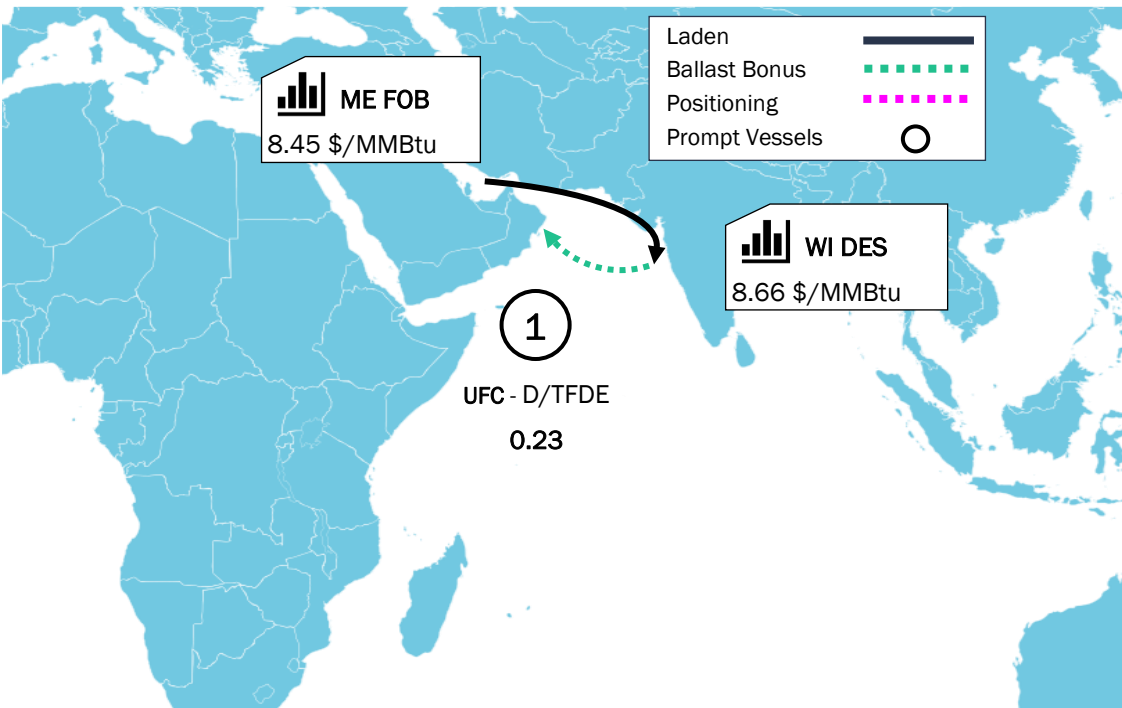 Laden
Ballast Bonus
Positioning
Prompt Vessels
ME FOB
8.45 $/MMBtu
WI DES
8.66 $/MMBtu
1
UFC - D/TFDE
0.23